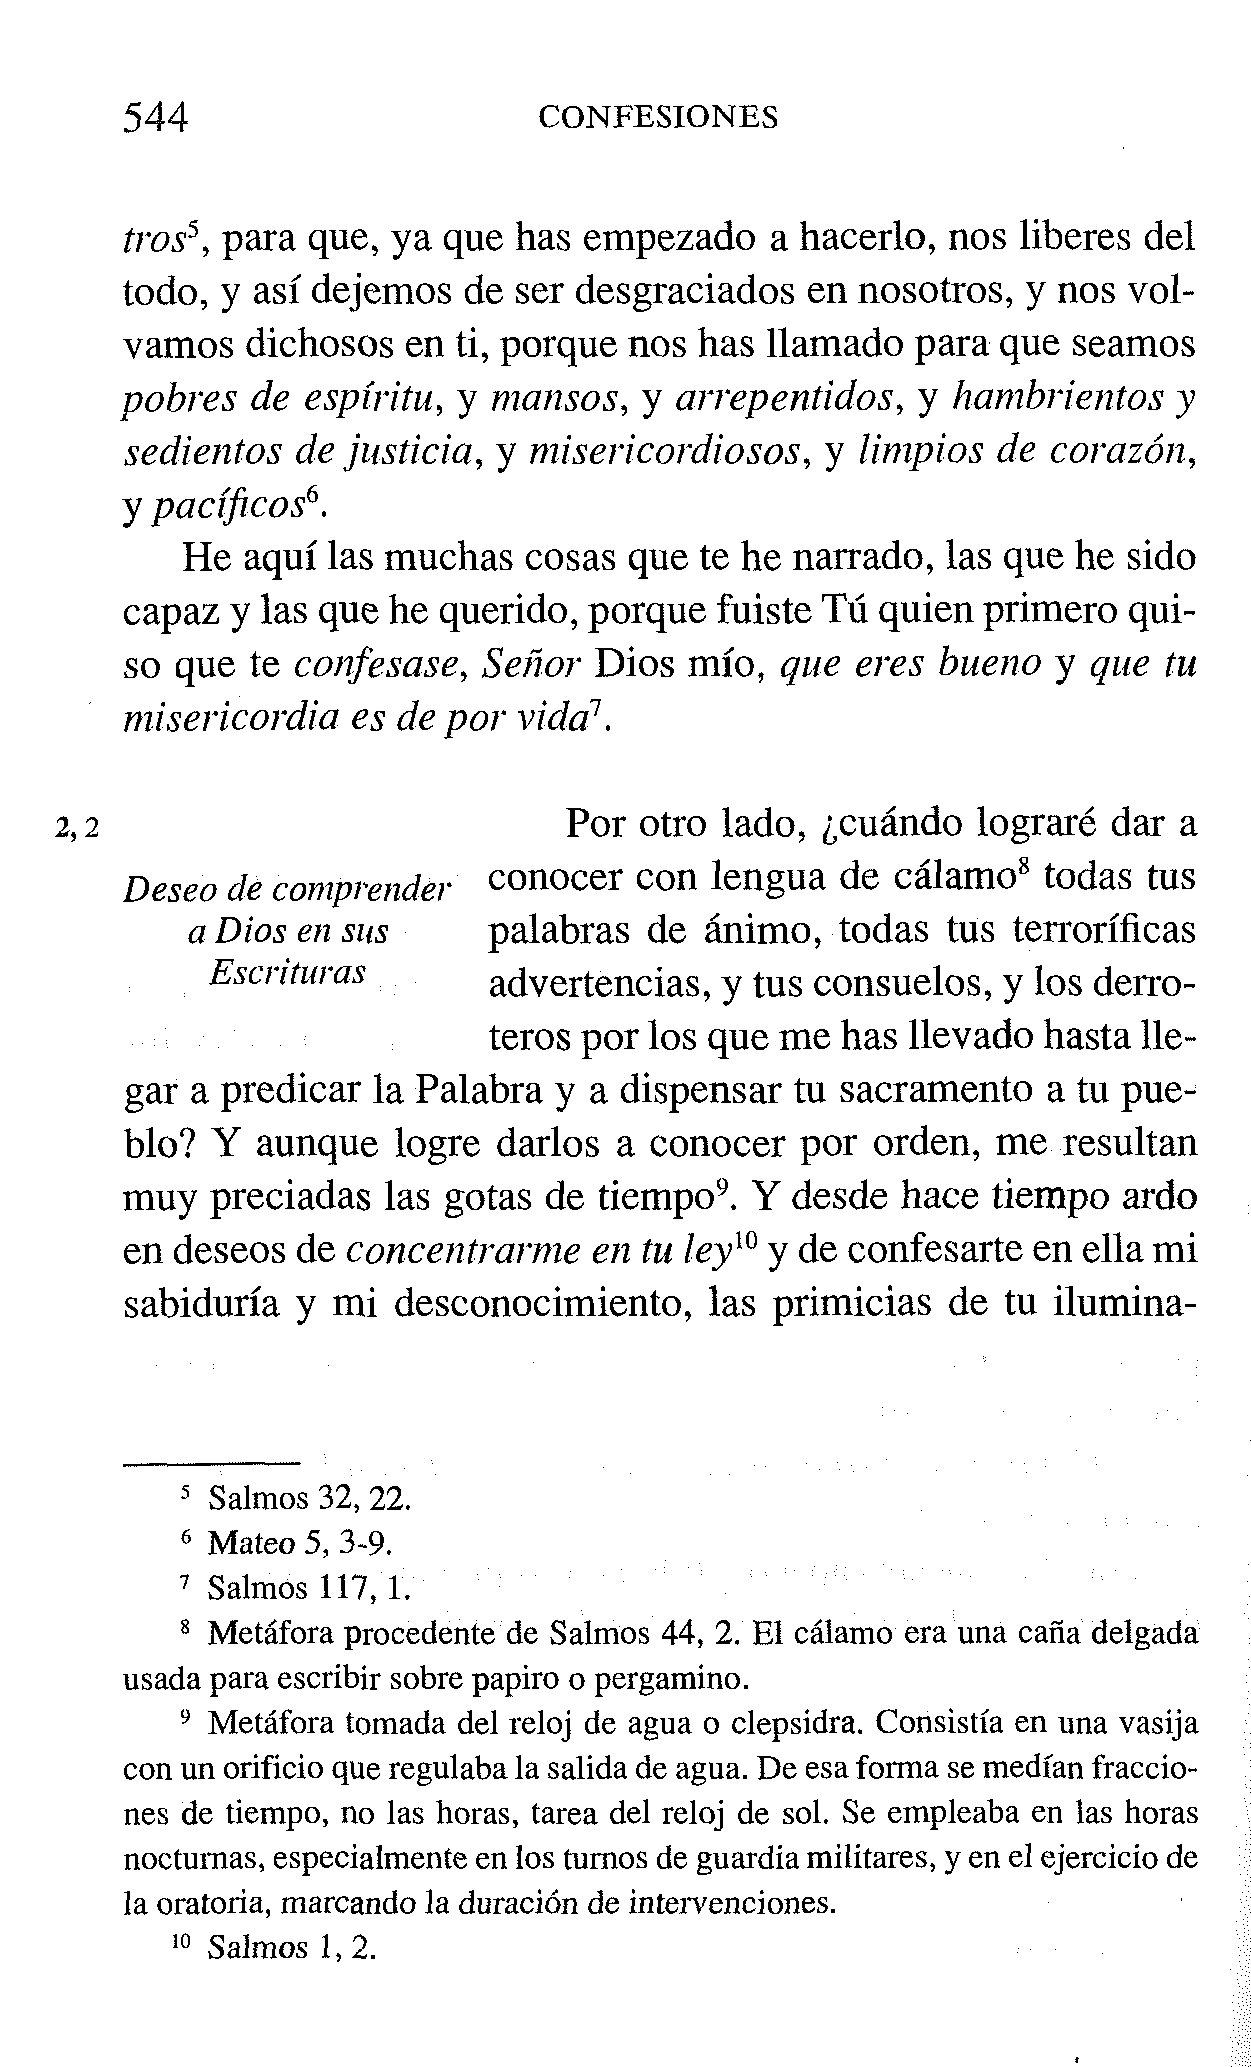 544 CONFESIONES
tros⁵, para que, ya que has empezado a hacerlo, nos liberes del
todo, y así dejemos de ser desgraciados en nosotros, y nos vol-
vamos dichosos en ti, porque nos has llamado para que seamos
pobres de espíritu, y mansos, y arrepentidos, y hambrientos y
sedientos de justicia, y misericordiosos, y limpios de corazón,
y pacíficos⁶.
He aquí las muchas cosas que te he narrado, las que he sido
capaz y las que he querido, porque fuiste Tú quien primero qui-
so que te confesase, Señor Dios mío, que eres bueno y que tu
misericordia es de por vida⁷.
2, 2
Deseo de comprender
a Dios en sus
Escrituras
Por otro lado, ¿cuándo lograré dar a
conocer con lengua de cálamo⁸ todas tus
palabras de ánimo, todas tus terroríficas
advertencias, y tus consuelos, y los derro-
teros por los que me has llevado hasta lle-
gar a predicar la Palabra y a dispensar tu sacramento a tu pue-
blo? Y aunque logre darlos a conocer por orden, me resultan
muy preciadas las gotas de tiempo⁹. Y desde hace tiempo ardo
en deseos de concentrarme en tu ley¹⁰ y de confesarte en ella mi
sabiduría y mi desconocimiento, las primicias de tu ilumina-
⁵ Salmos 32, 22.
⁶ Mateo 5, 3-9.
⁷ Salmos 117, 1.
⁸ Metáfora procedente de Salmos 44, 2. El cálamo era una caña delgada
usada para escribir sobre papiro o pergamino.
⁹ Metáfora tomada del reloj de agua o clepsidra. Consistía en una vasija
con un orificio que regulaba la salida de agua. De esa forma se medían fraccio-
nes de tiempo, no las horas, tarea del reloj de sol. Se empleaba en las horas
nocturnas, especialmente en los turnos de guardia militares, y en el ejercicio de
la oratoria, marcando la duración de intervenciones.
¹⁰ Salmos 1, 2.